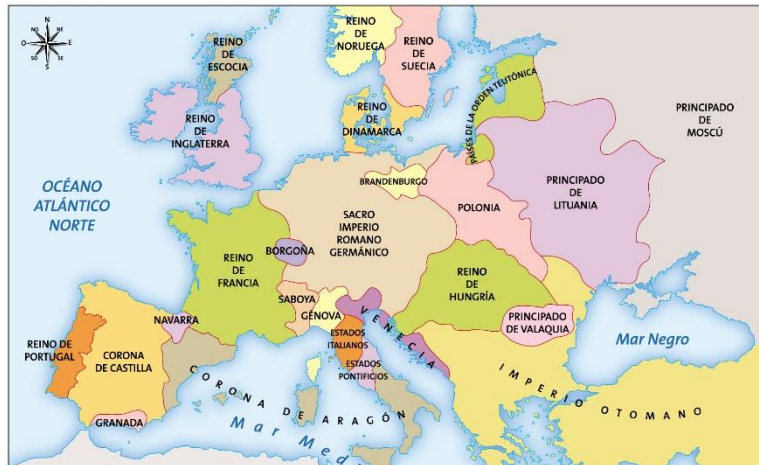 N
NO
NE
O
E
SO
SE
S
REINO
DE
ESCOCIA
REINO
DE
NORUEGA
REINO
DE
SUECIA
REINO
DE
INGLATERRA
REINO
DE
DINAMARCA
PAÍSES DE LA ORDEN TEUTÓNICA
PRINCIPADO
DE
MOSCÚ
OCÉANO
ATLÁNTICO
NORTE
BRANDENBURGO
POLONIA
PRINCIPADO
DE
LITUANIA
SACRO
IMPERIO
ROMANO
GERMÁNICO
REINO
DE
FRANCIA
BORGOÑA
REINO
DE
HUNGRÍA
SABOYA
GÉNOVA
VENECIA
PRINCIPADO
DE VALAQUIA
Mar Negro
NAVARRA
ESTADOS
ITALIANOS
ESTADOS
PONTIFICIOS
REINO DE
PORTUGAL
CORONA
DE CASTILLA
GRANADA
CORONA DE ARAGÓN
IMPERIO OTOMANO
Mar Med